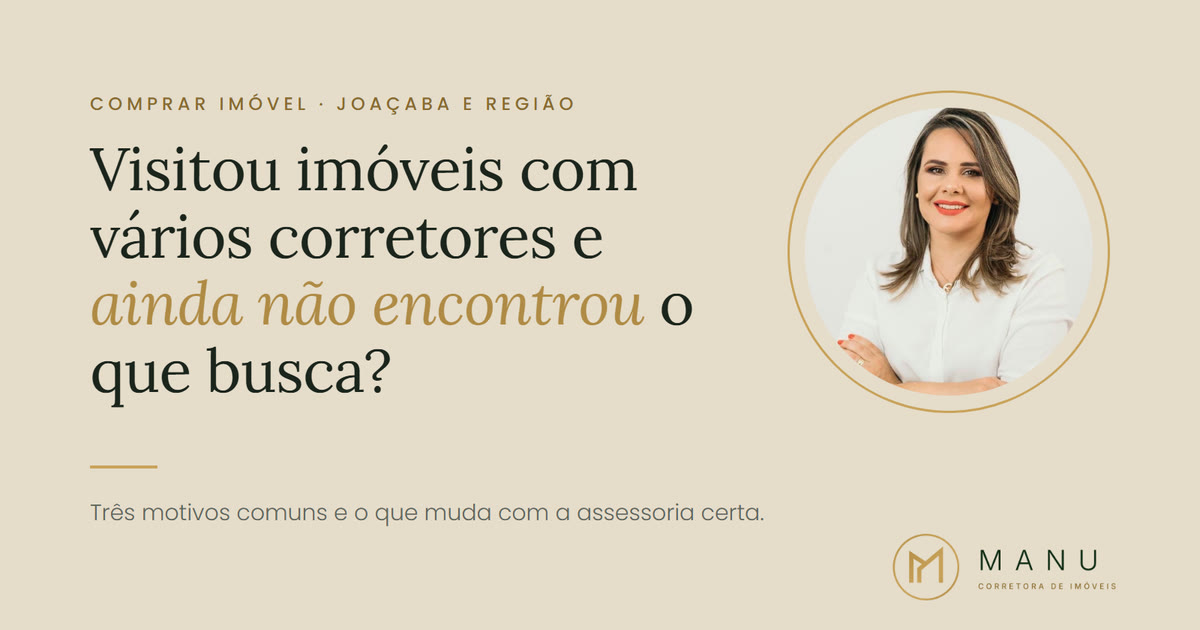 COMPRAR IMÓVEL · JOAÇABA E REGIÃO
Visitou imóveis com
vários corretores e
ainda não encontrou o
que busca?
Três motivos comuns e o que muda com a assessoria certa.
MANU
CORRETORA DE IMÓVEIS